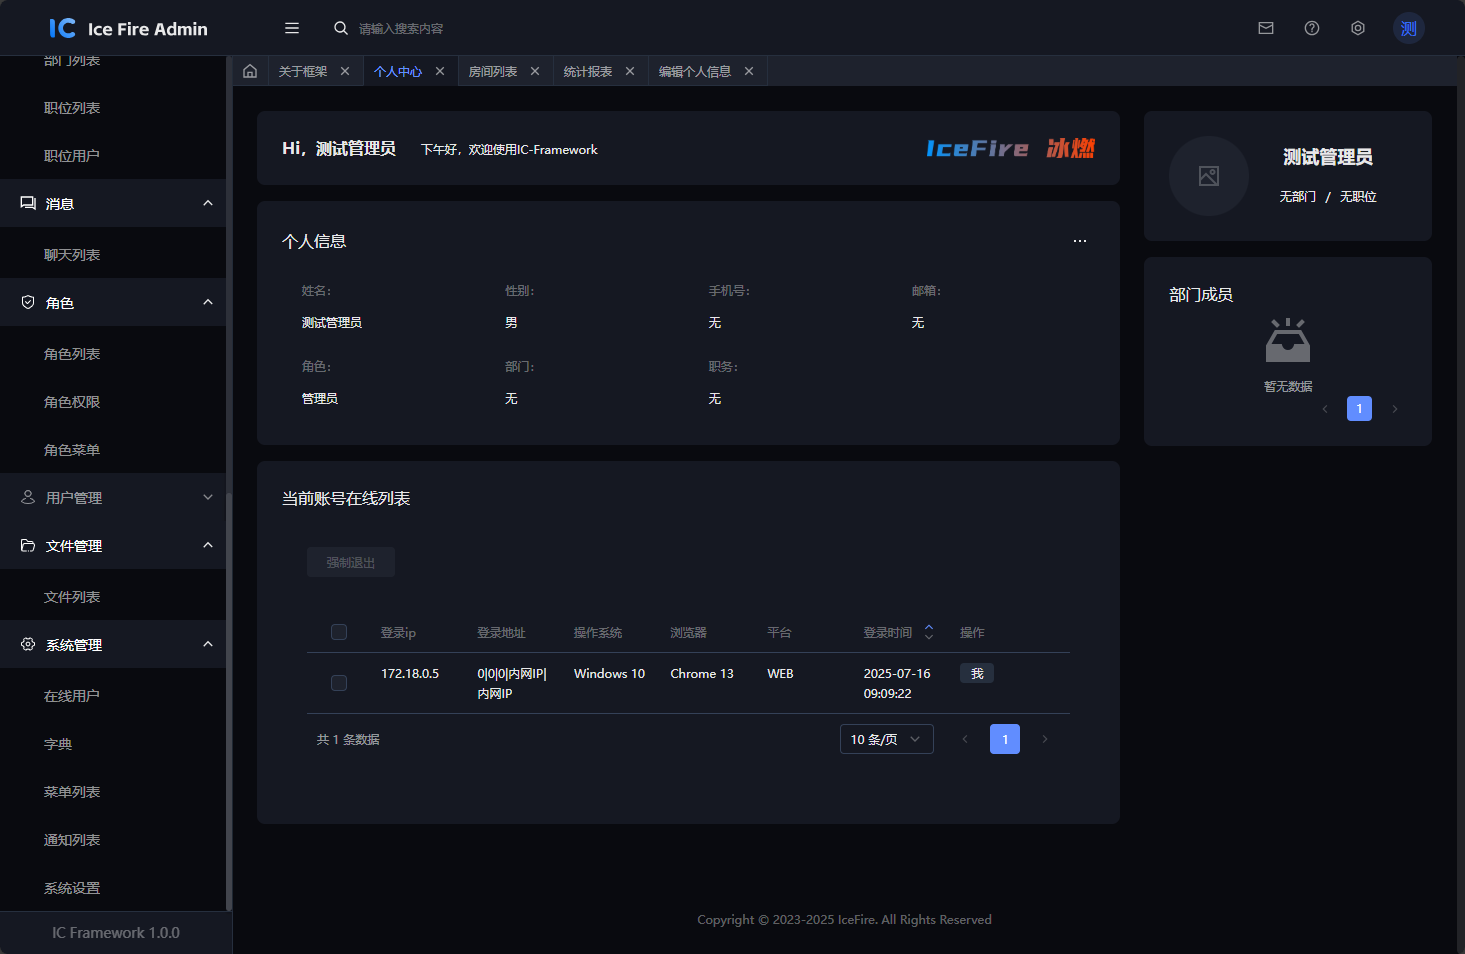 IC Ice Fire Admin
请输入搜索内容
测
部门列表
职位列表
职位用户
消息
聊天列表
角色
角色列表
角色权限
角色菜单
用户管理
文件管理
文件列表
系统管理
在线用户
字典
菜单列表
通知列表
系统设置
IC Framework 1.0.0
关于框架
个人中心
房间列表
统计报表
编辑个人信息
Hi，测试管理员
下午好，欢迎使用IC-Framework
IceFire 冰燃
个人信息
姓名：
性别：
手机号：
邮箱：
测试管理员
男
无
无
角色：
部门：
职务：
管理员
无
无
当前账号在线列表
强制退出
登录ip
登录地址
操作系统
浏览器
平台
登录时间
操作
172.18.0.5
0|0|0|内网IP|
内网IP
Windows 10
Chrome 13
WEB
2025-07-16
09:09:22
我
共 1 条数据
10 条/页
1
测试管理员
无部门 / 无职位
部门成员
暂无数据
1
Copyright © 2023-2025 IceFire. All Rights Reserved